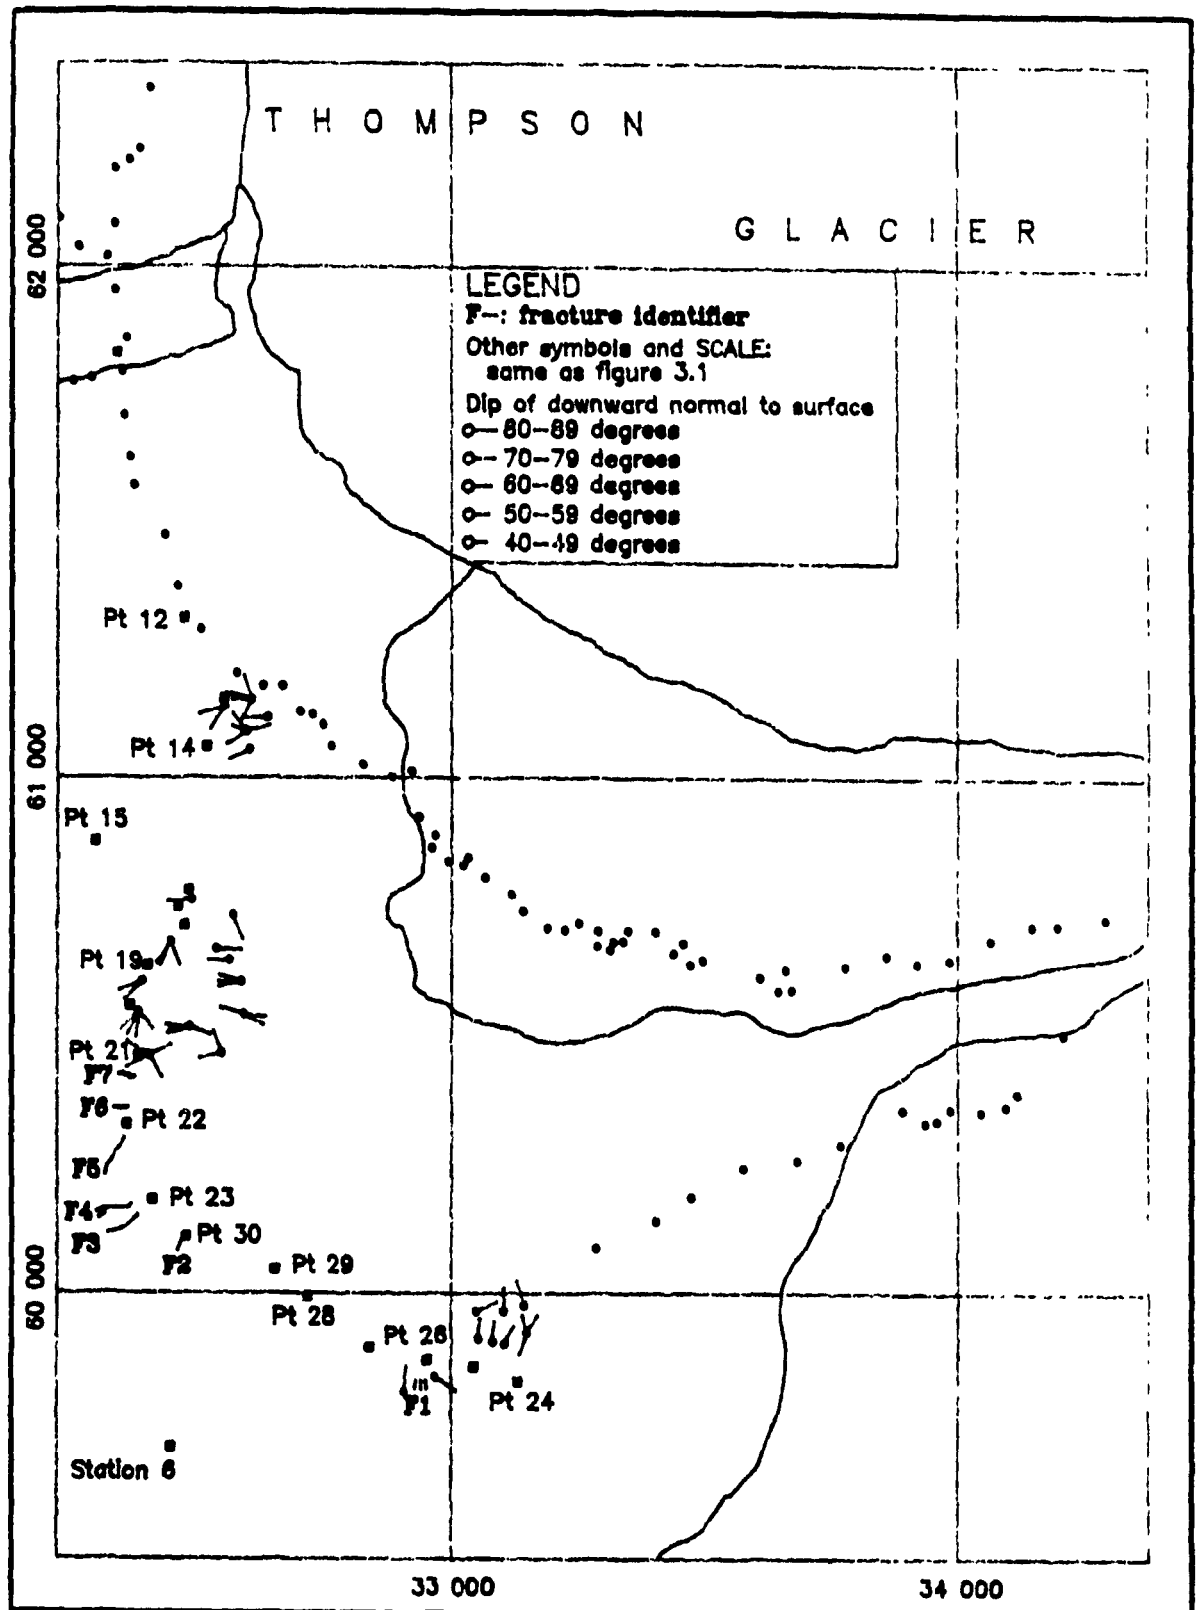 THOMPSON
GLACIER
62 000
LEGEND
F-: fracture identifier
Other symbols and SCALE:
same as figure 3.1
Dip of downward normal to surface
80-89 degrees
70-79 degrees
60-69 degrees
50-59 degrees
40-49 degrees
Pt 12
Pt 14
61 000
Pt 15
Pt 19
Pt 21
F7
F6
Pt 22
F5
Pt 23
F4
F3
Pt 30
F2
Pt 29
60 000
Pt 28
Pt 26
F1
Pt 24
Station 6
33 000
34 000